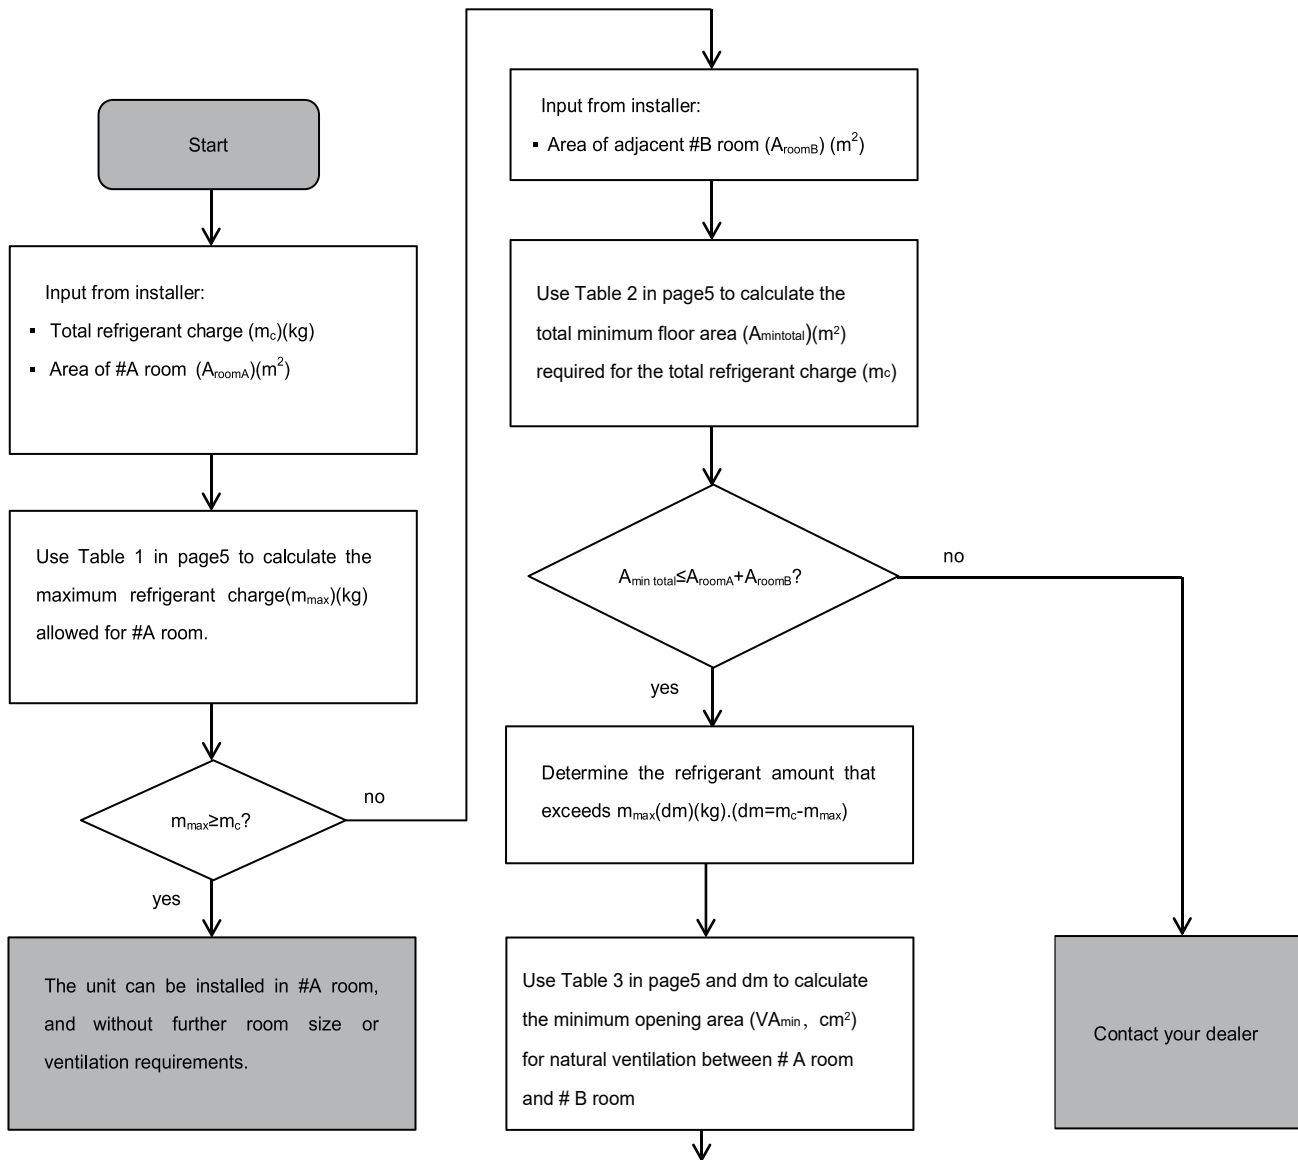 Start
Input from installer:
▪ Total refrigerant charge (mc)(kg)
▪ Area of #A room (AroomA)(m²)
Use Table 1 in page5 to calculate the
maximum refrigerant charge(mmax)(kg)
allowed for #A room.
mmax≥mc?
no
yes
The unit can be installed in #A room,
and without further room size or
ventilation requirements.
Input from installer:
▪ Area of adjacent #B room (AroomB) (m²)
Use Table 2 in page5 to calculate the
total minimum floor area (Amintotal)(m²)
required for the total refrigerant charge (mc)
Amin total≤AroomA+AroomB?
no
yes
Determine the refrigerant amount that
exceeds mmax(dm)(kg).(dm=mc-mmax)
Use Table 3 in page5 and dm to calculate
the minimum opening area (VAmin, cm²)
for natural ventilation between # A room
and # B room
Contact your dealer